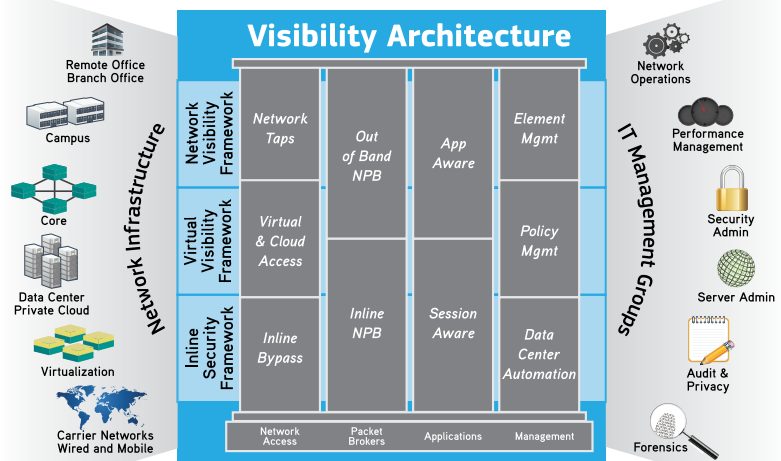 Visibility Architecture
Remote Office
Branch Office
Campus
Core
Data Center
Private Cloud
Virtualization
Carrier Networks
Wired and Mobile
Network Infrastructure
Network
Visibility
Framework
Virtual
Visibility
Framework
Inline
Security
Framework
Network
Taps
Virtual
& Cloud
Access
Inline
Bypass
Out
of Band
NPB
Inline
NPB
App
Aware
Session
Aware
Element
Mgmt
Policy
Mgmt
Data
Center
Automation
Network
Access
Packet
Brokers
Applications
Management
IT Management Groups
Network
Operations
Performance
Management
Security
Admin
Server Admin
Audit &
Privacy
Forensics